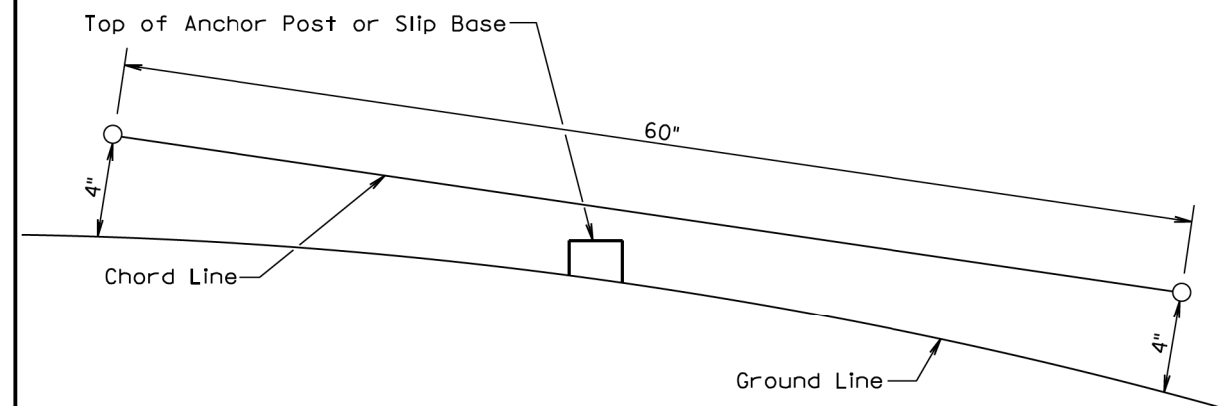 Top of Anchor Post or Slip Base
60"
4"
Chord Line
4"
Ground Line